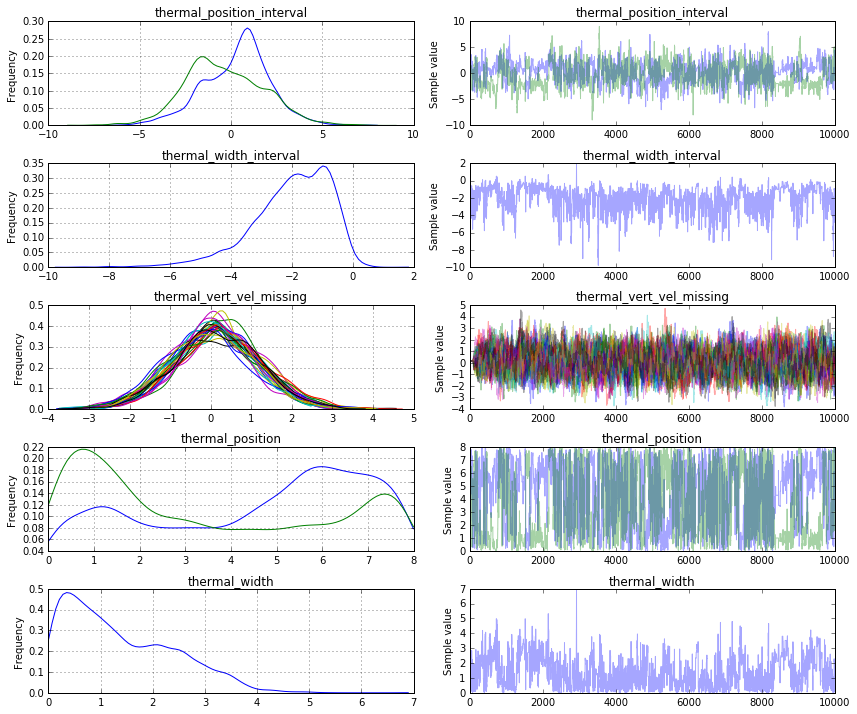 thermal_position_interval
Frequency
0.30
0.25
0.20
0.15
0.10
0.05
0.00
−10 −5 0 5 10
thermal_position_interval
Sample value
10
5
0
−5
−10
0 2000 4000 6000 8000 10000
thermal_width_interval
Frequency
0.35
0.30
0.25
0.20
0.15
0.10
0.05
0.00
−10 −8 −6 −4 −2 0 2
thermal_width_interval
Sample value
2
0
−2
−4
−6
−8
−10
0 2000 4000 6000 8000 10000
thermal_vert_vel_missing
Frequency
0.5
0.4
0.3
0.2
0.1
0.0
−4 −3 −2 −1 0 1 2 3 4 5
thermal_vert_vel_missing
Sample value
5
4
3
2
1
0
−1
−2
−3
−4
0 2000 4000 6000 8000 10000
thermal_position
Frequency
0.22
0.20
0.18
0.16
0.14
0.12
0.10
0.08
0.06
0.04
0 1 2 3 4 5 6 7 8
thermal_position
Sample value
8
7
6
5
4
3
2
1
0
0 2000 4000 6000 8000 10000
thermal_width
Frequency
0.5
0.4
0.3
0.2
0.1
0.0
0 1 2 3 4 5 6 7
thermal_width
Sample value
7
6
5
4
3
2
1
0
0 2000 4000 6000 8000 10000